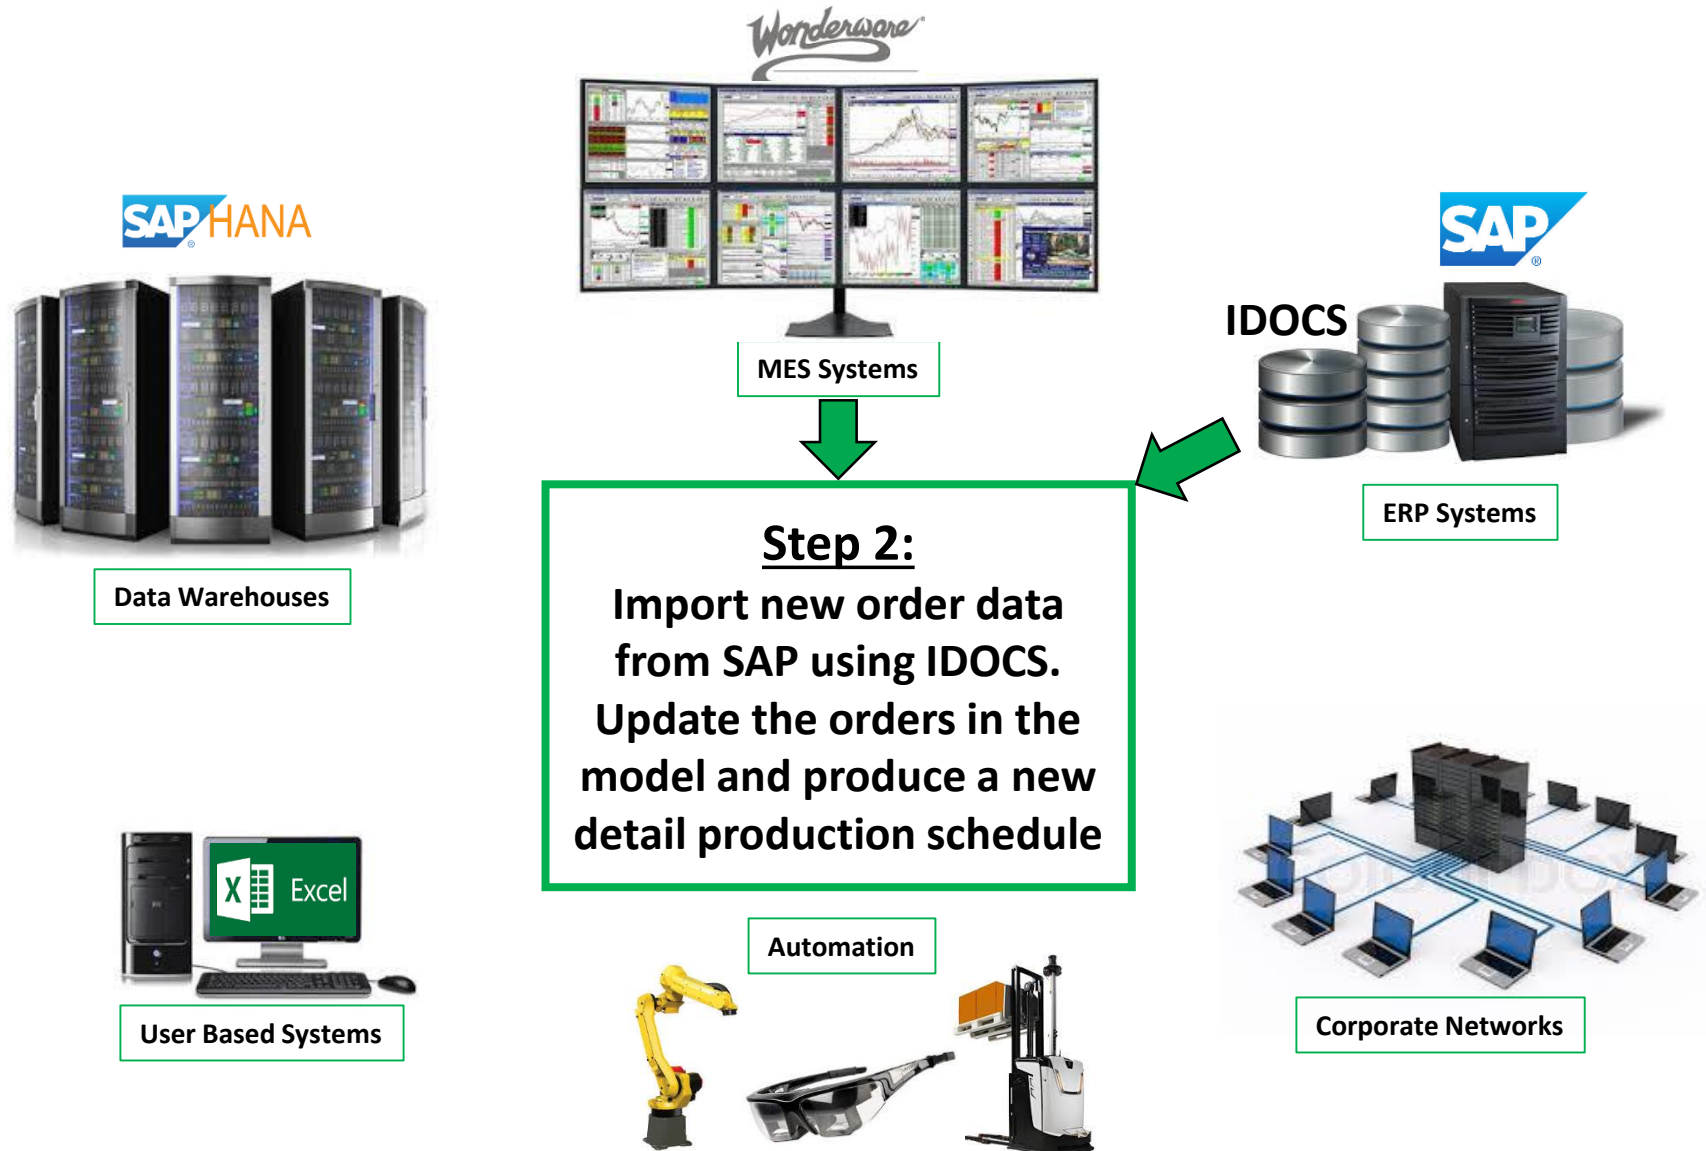 Wonderware
SAP HANA
SAP
IDOCS
MES Systems
ERP Systems
Data Warehouses
Step 2:
Import new order data
from SAP using IDOCS.
Update the orders in the
model and produce a new
detail production schedule
X Excel
Automation
User Based Systems
Corporate Networks